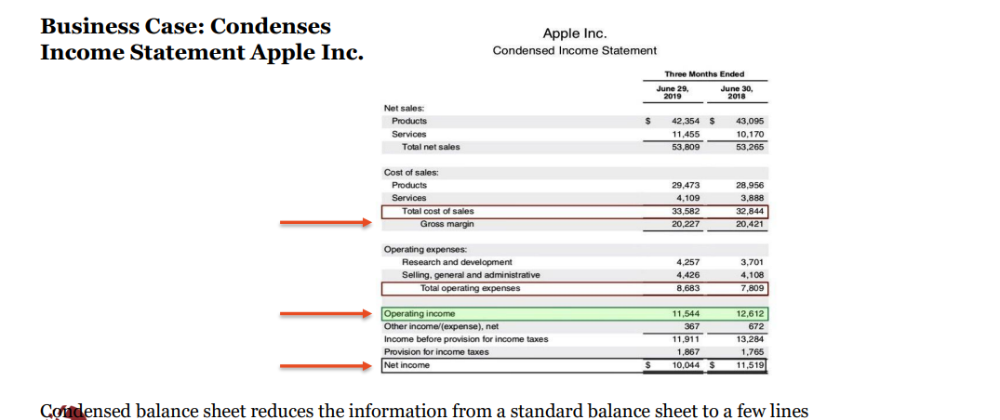 Business Case: Condenses
Income Statement Apple Inc.
Apple Inc.
Condensed Income Statement
Three Months Ended
June 29, 2019 June 30, 2018
Net sales:
Products $ 42,354 $ 43,095
Services 11,455 10,170
Total net sales 53,809 53,265
Cost of sales:
Products 29,473 28,956
Services 4,109 3,888
Total cost of sales 33,582 32,844
Gross margin 20,227 20,421
Operating expenses:
Research and development 4,257 3,701
Selling, general and administrative 4,426 4,108
Total operating expenses 8,683 7,809
Operating income 11,544 12,612
Other income/(expense), net 367 672
Income before provision for income taxes 11,911 13,284
Provision for income taxes 1,867 1,765
Net income $ 10,044 $ 11,519
Condensed balance sheet reduces the information from a standard balance sheet to a few lines